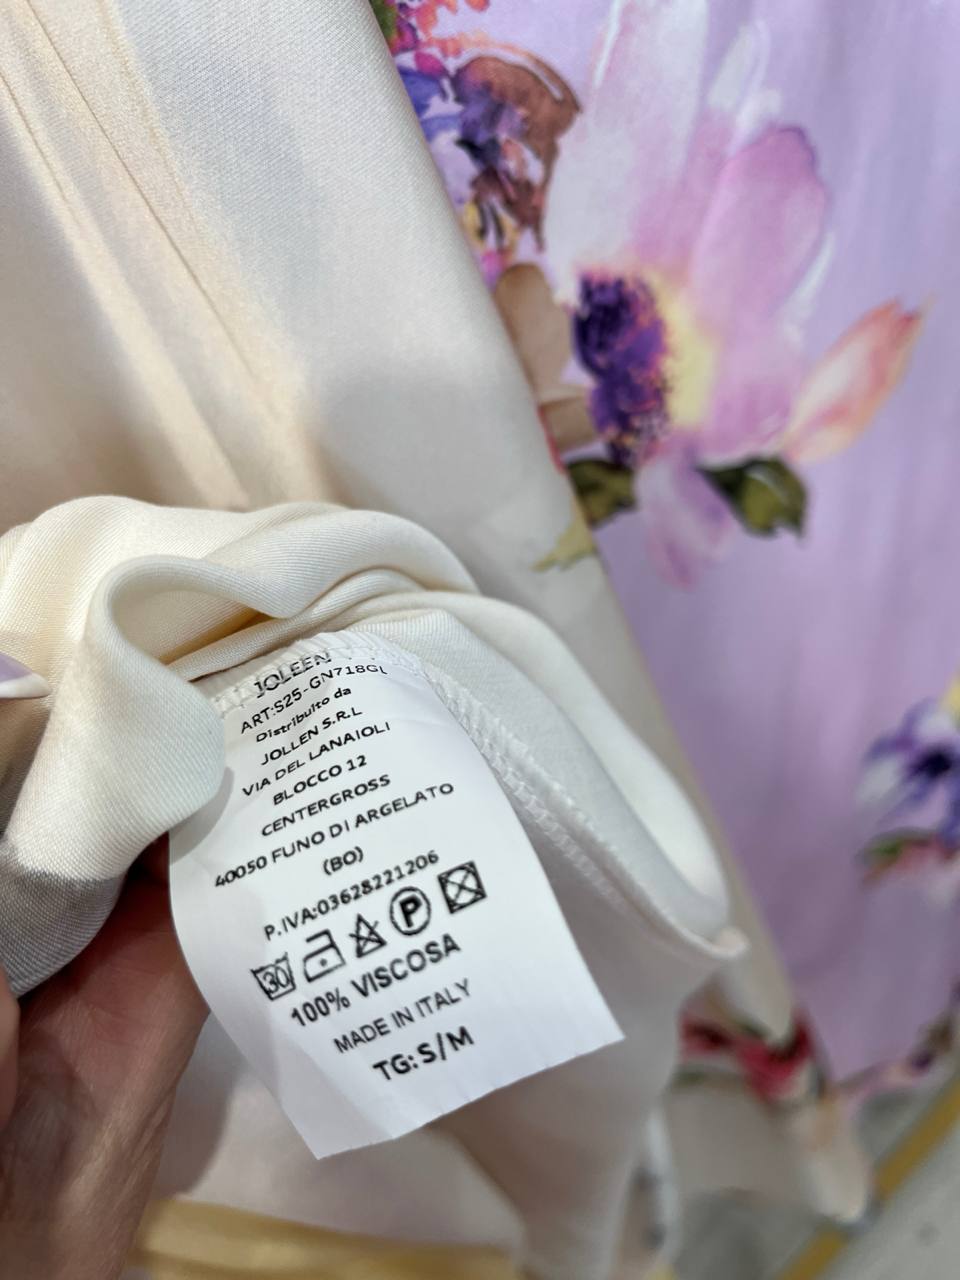 JOLEEN
ART:S25-GN718GL
Distribuito da
JOLLEN S.R.L
VIA DEL LANAIOLI
BLOCCO 12
CENTERGROSS
40050 FUNO DI ARGELATO
(BO)
P.IVA:03628221206
30 P
100% VISCOSA
MADE IN ITALY
TG: S/M